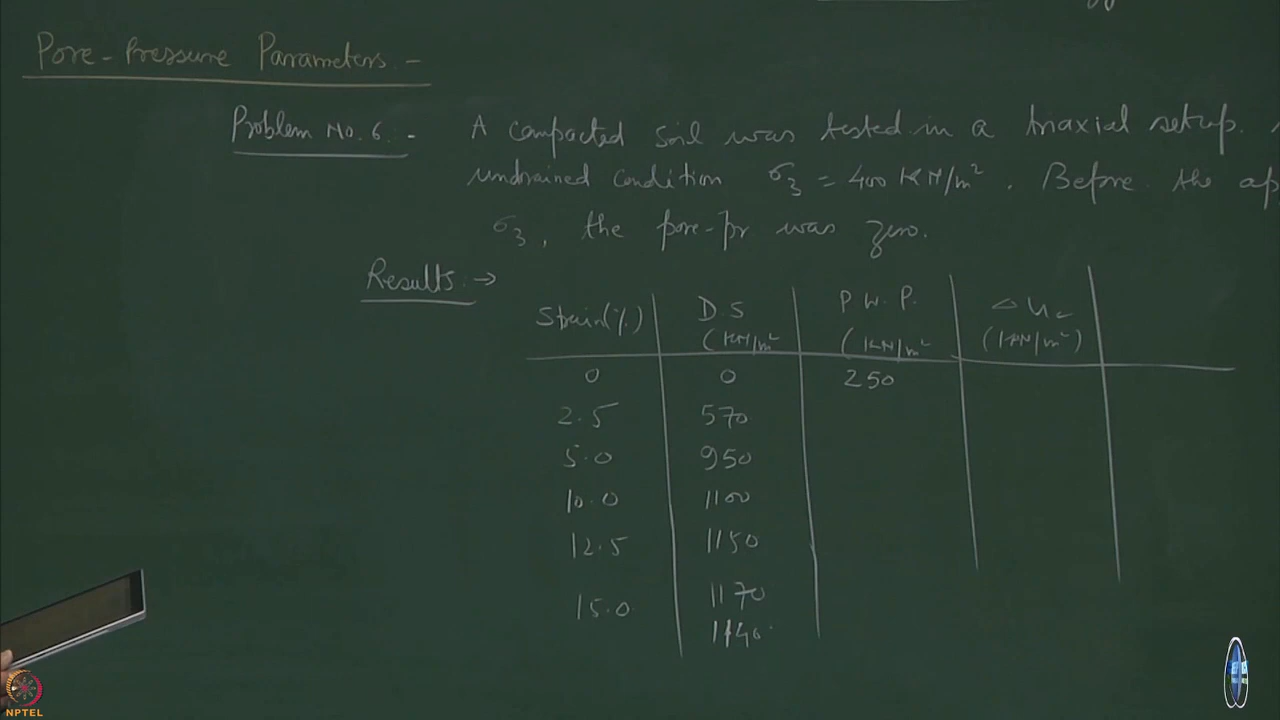 Pore-Pressure Parameters:-
Problem No. 6:- A compacted soil was tested in a triaxial setup.
undrained condition σ3 = 400 KN/m². Before the ap
σ3, the pore-pr was zero.
Results:→
Strain(%) D.S P.W.P. Δuc
(KN/m² (KN/m² (KN/m²)
0 0 250
2.5 570
5.0 950
10.0 1100
12.5 1150
15.0 1170
1140
NPTEL